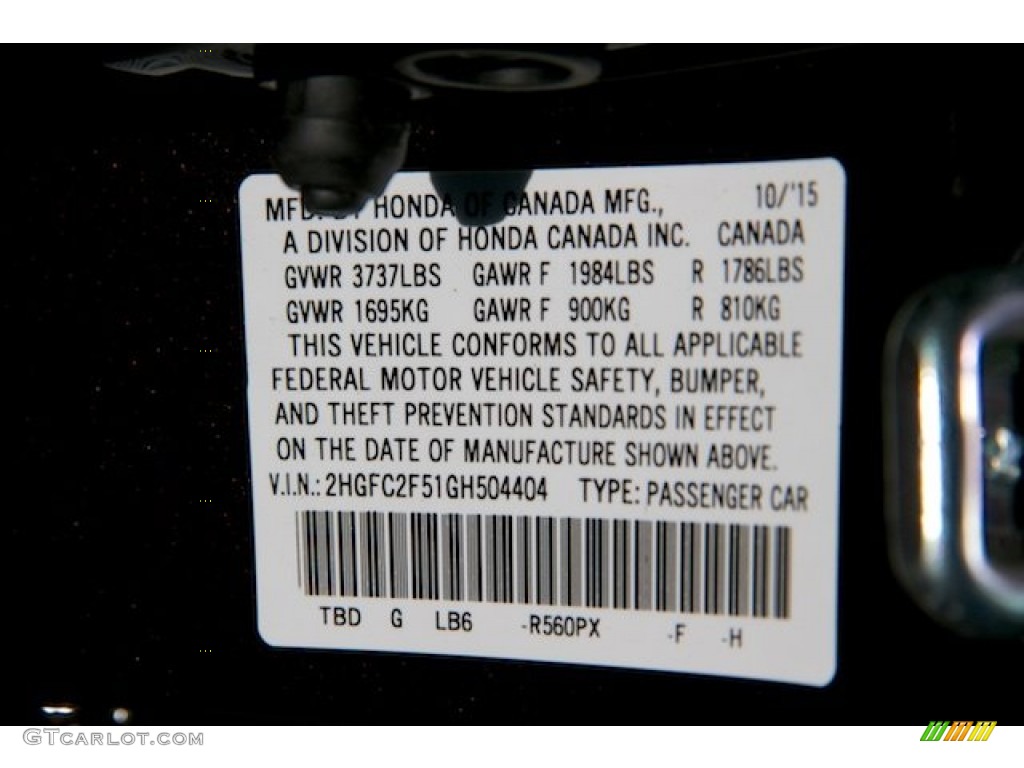 MFD. BY HONDA OF CANADA MFG., 10/'15
A DIVISION OF HONDA CANADA INC. CANADA
GVWR 3737LBS GAWR F 1984LBS R 1786LBS
GVWR 1695KG GAWR F 900KG R 810KG
THIS VEHICLE CONFORMS TO ALL APPLICABLE
FEDERAL MOTOR VEHICLE SAFETY, BUMPER,
AND THEFT PREVENTION STANDARDS IN EFFECT
ON THE DATE OF MANUFACTURE SHOWN ABOVE.
V.I.N.: 2HGFC2F51GH504404 TYPE: PASSENGER CAR
TBD G LB6 -R560PX -F -H
GTCARLOT.COM